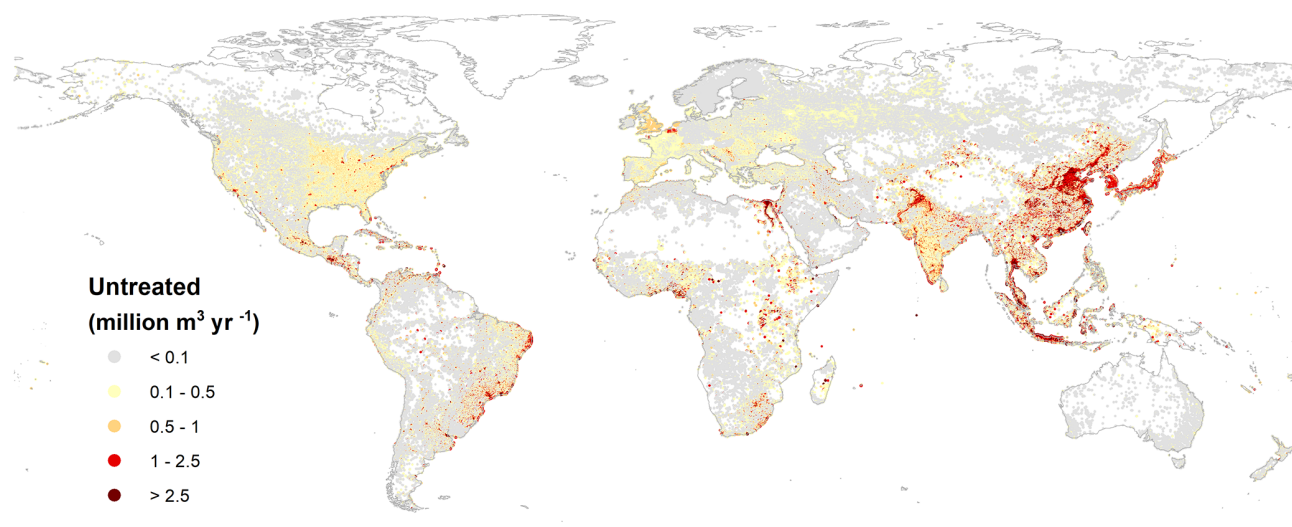 Untreated
(million m³ yr ⁻¹)
< 0.1
0.1 - 0.5
0.5 - 1
1 - 2.5
> 2.5